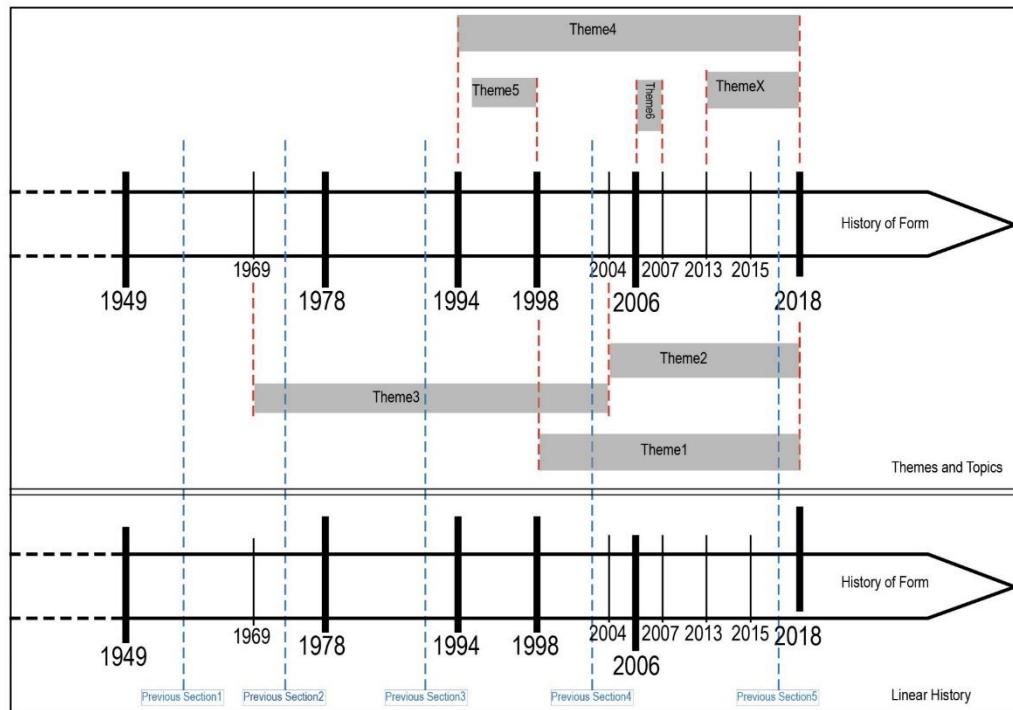 Theme4
Theme5
Theme6
ThemeX
History of Form
1969
2004
2007
2013
2015
1949
1978
1994
1998
2006
2018
Theme2
Theme3
Theme1
Themes and Topics
History of Form
1969
2004
2007
2013
2015
2018
1949
1978
1994
1998
2006
Previous Section1
Previous Section2
Previous Section3
Previous Section4
Previous Section5
Linear History